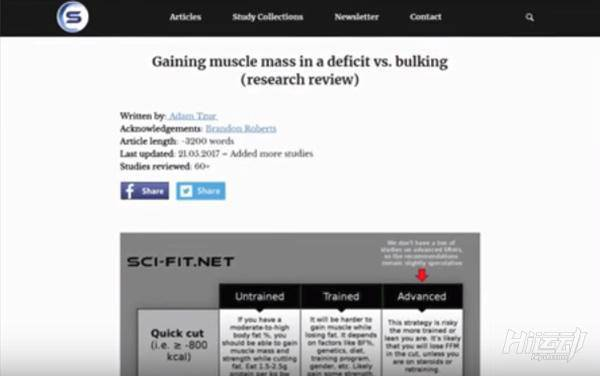 S
Articles
Study Collections
Newsletter
Contact
Gaining muscle mass in a deficit vs. bulking
(research review)
Written by: Adam Tzur
Acknowledgements: Brandon Roberts
Article length: ~3200 words
Last updated: 21.05.2017 – Added more studies
Studies reviewed: 60+
f Share
Share
We don't have a ton of
studies on advanced lifters,
so the recommendations
remain slightly speculative
SCI-FIT.NET
Untrained
Trained
Advanced
Quick cut
(i.e. ≥ -800
kcal)
If you have a
moderate-to-high
body fat %, you
should be able to gain
muscle mass and
strength while cutting
fat. Eat 1.5-2.5g
protein per kg bw
It will be harder to
gain muscle while
losing fat. It depends
on factors like BF%,
genetics, diet,
training program,
gender, etc. Likely
gain some strength
This strategy is risky
the more trained or
lean you are. It's likely
that you will lose FFM
in the cut, unless you
are on steroids or
retraining
Hi运动